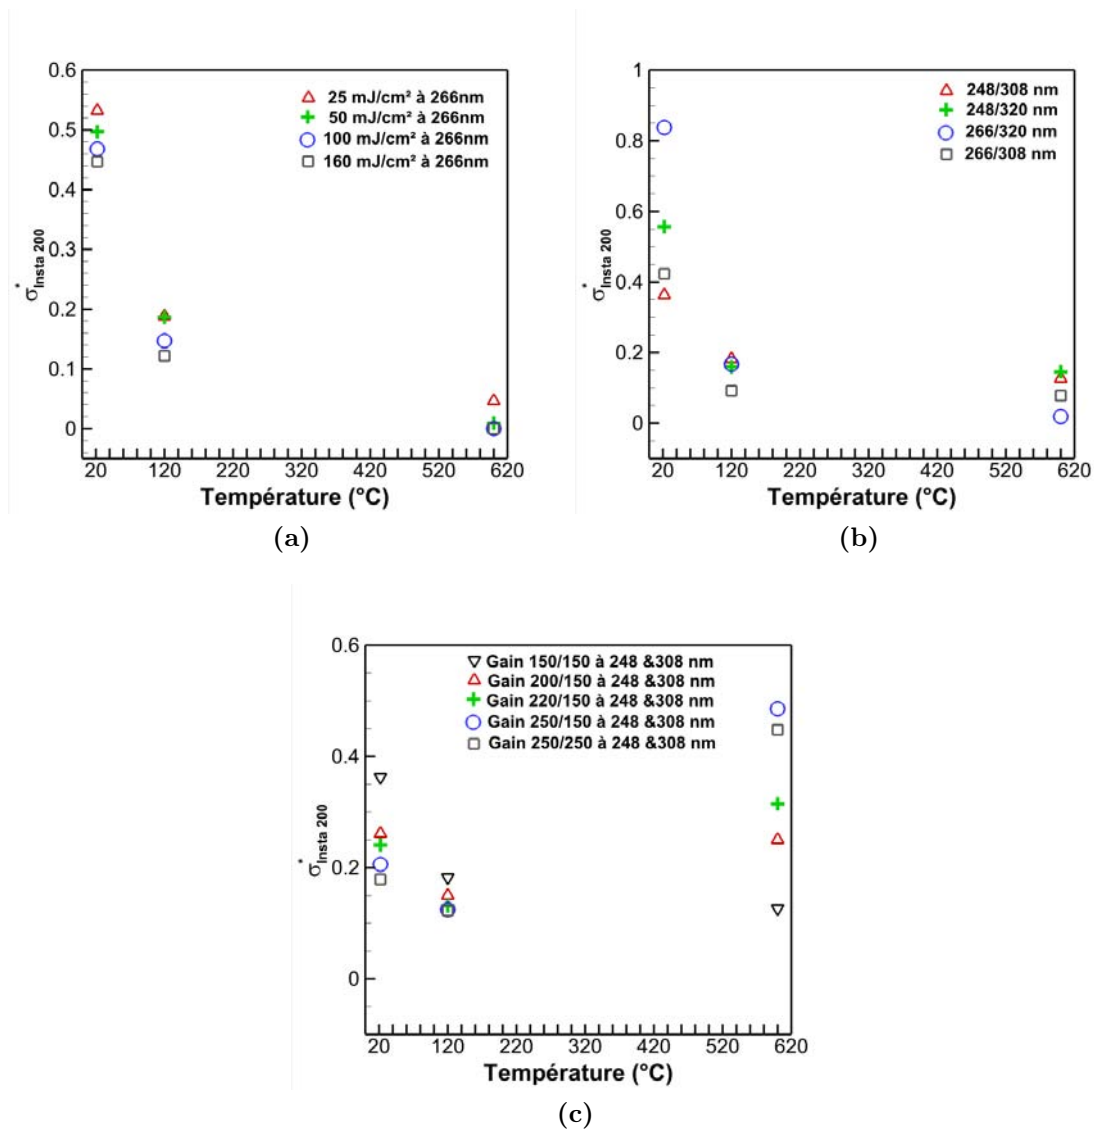 0.6
0.5
0.4
0.3
0.2
0.1
0
σ*Insta 200
25 mJ/cm² à 266nm
50 mJ/cm² à 266nm
100 mJ/cm² à 266nm
160 mJ/cm² à 266nm
20 120 220 320 420 520 620
Température (°C)
(a)
1
0.8
0.6
0.4
0.2
0
σ*Insta 200
248/308 nm
248/320 nm
266/320 nm
266/308 nm
20 120 220 320 420 520 620
Température (°C)
(b)
0.6
0.4
0.2
0
σ*Insta 200
Gain 150/150 à 248 &308 nm
Gain 200/150 à 248 &308 nm
Gain 220/150 à 248 &308 nm
Gain 250/150 à 248 &308 nm
Gain 250/250 à 248 &308 nm
20 120 220 320 420 520 620
Température (°C)
(c)